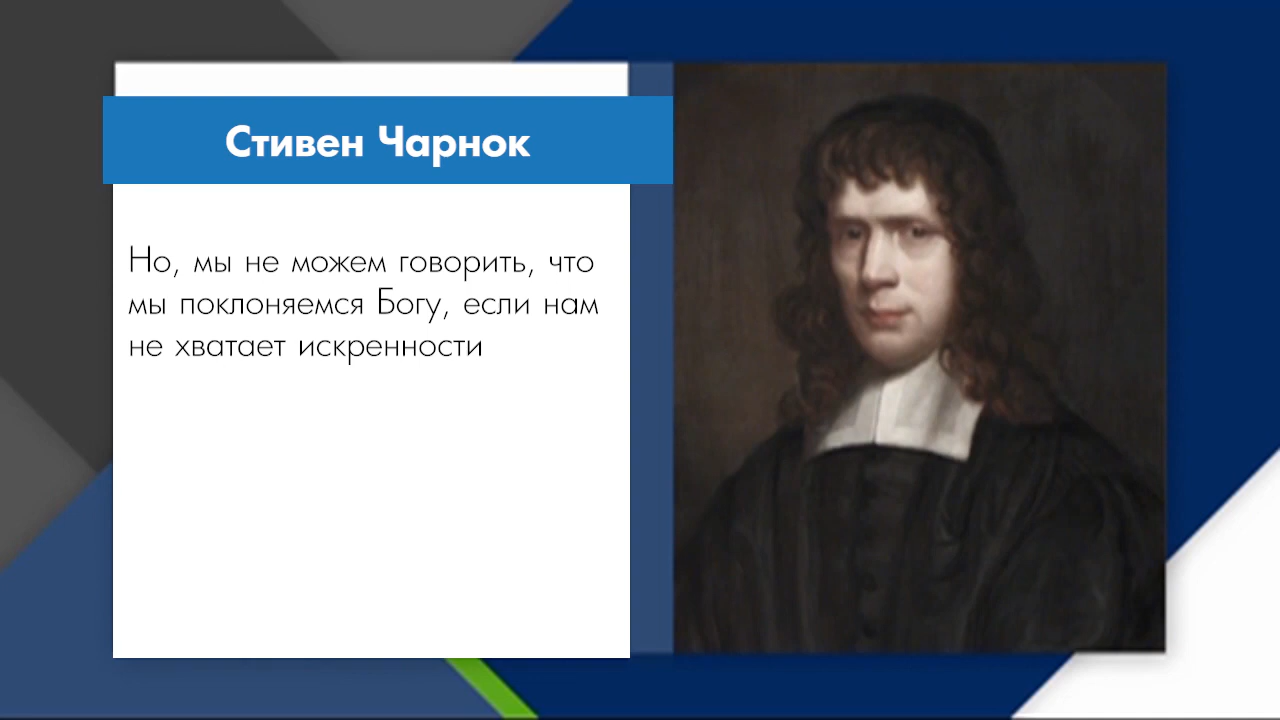 Стивен Чарнок
Но, мы не можем говорить, что
мы поклоняемся Богу, если нам
не хватает искренности